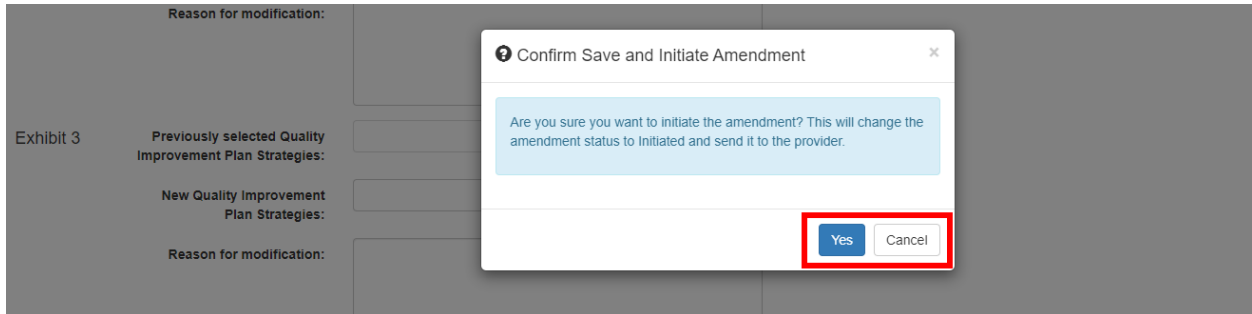 Reason for modification:
Confirm Save and Initiate Amendment
×
Are you sure you want to initiate the amendment? This will change the
amendment status to Initiated and send it to the provider.
Exhibit 3
Previously selected Quality
Improvement Plan Strategies:
New Quality Improvement
Plan Strategies:
Yes
Cancel
Reason for modification: